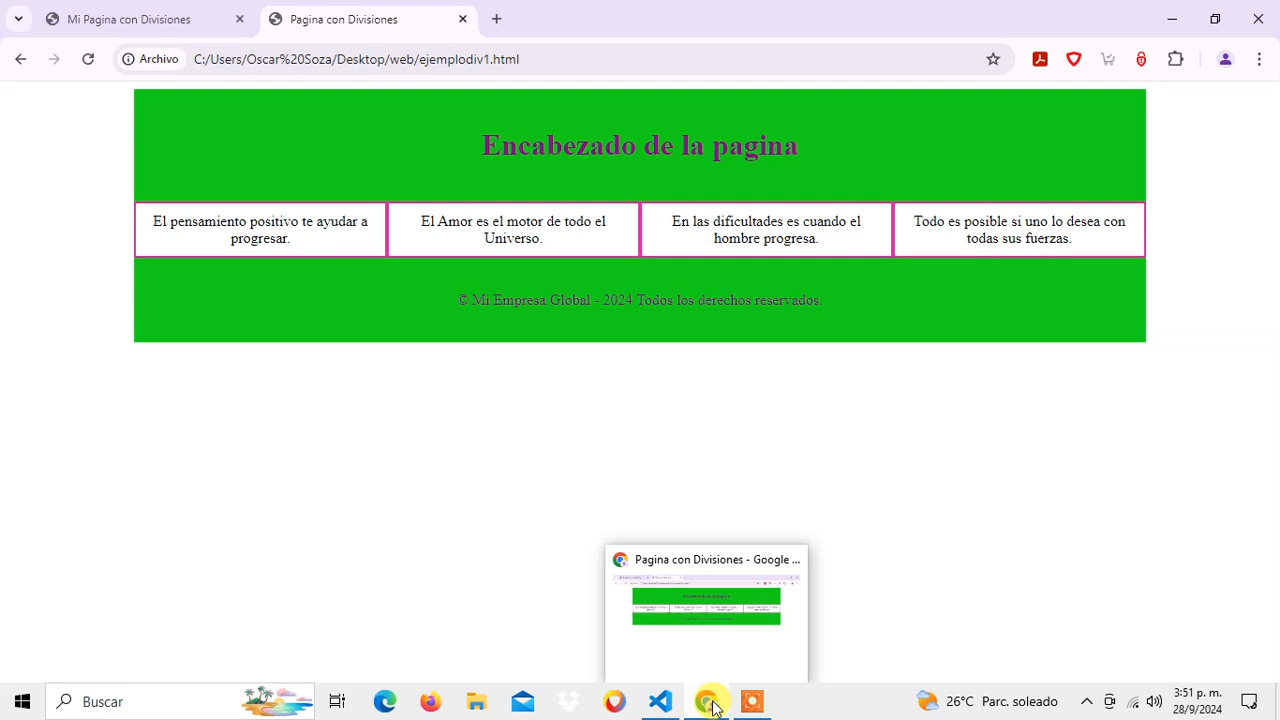 Mi Pagina con Divisiones
Pagina con Divisiones
Archivo
C:/Users/Oscar%20Soza/Desktop/web/ejemplodiv1.html
Encabezado de la pagina
El pensamiento positivo te ayudar a
progresar.
El Amor es el motor de todo el
Universo.
En las dificultades es cuando el
hombre progresa.
Todo es posible si uno lo desea con
todas sus fuerzas.
© Mi Empresa Global - 2024 Todos los derechos reservados.
Pagina con Divisiones - Google ...
Buscar
26°C Parc. soleado
3:51 p. m.
28/9/2024